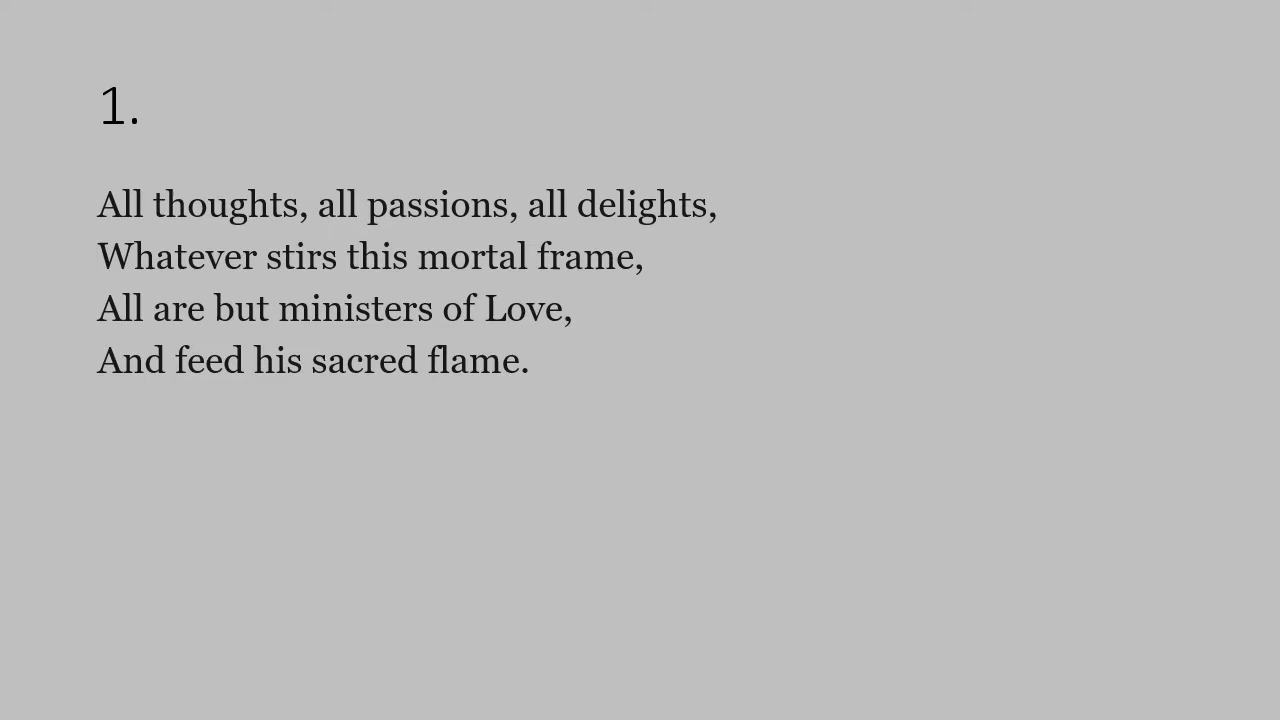 1.
All thoughts, all passions, all delights,
Whatever stirs this mortal frame,
All are but ministers of Love,
And feed his sacred flame.